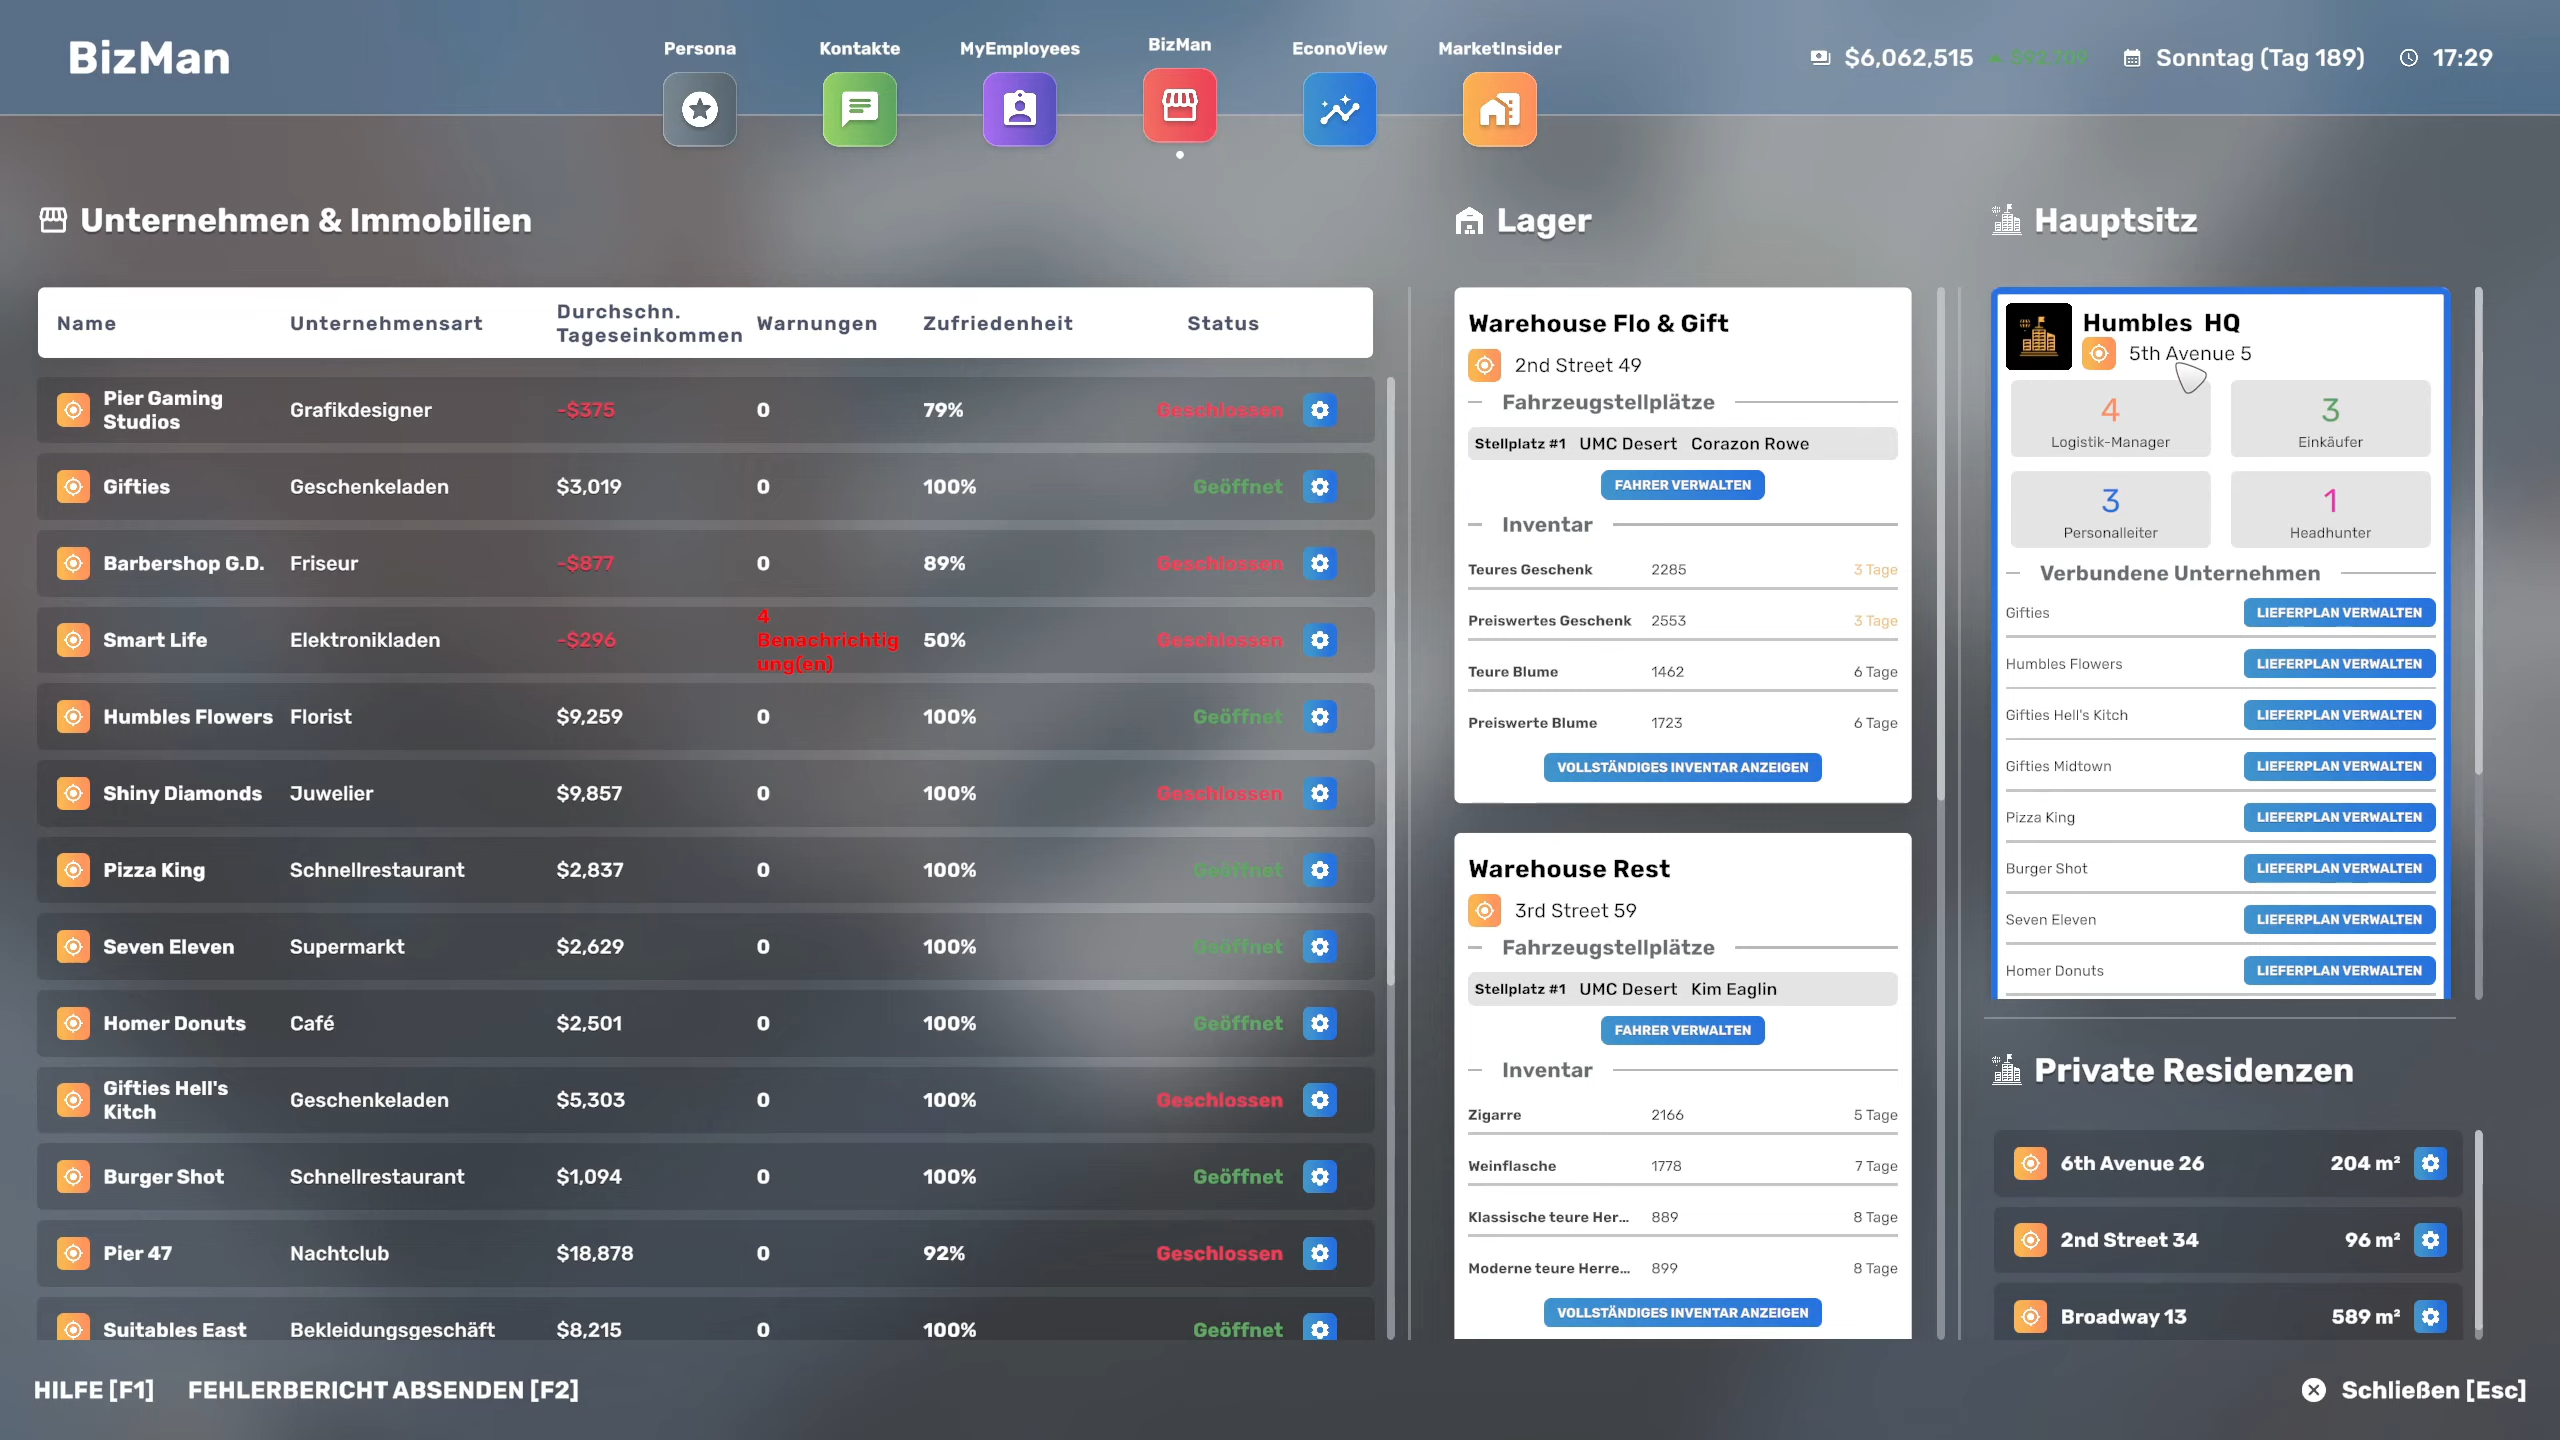 BizMan
Persona
Kontakte
MyEmployees
BizMan
EconoView
MarketInsider
$6,062,515
Sonntag (Tag 189)
17:29
Unternehmen & Immobilien
Name Unternehmensart Durchschn. Tageseinkommen Warnungen Zufriedenheit Status
Pier Gaming Studios Grafikdesigner -$375 0 79% Geschlossen
Gifties Geschenkeladen $3,019 0 100% Geöffnet
Barbershop G.D. Friseur -$877 0 89% Geschlossen
Smart Life Elektronikladen -$296 4 Benachrichtigung(en) 50% Geschlossen
Humbles Flowers Florist $9,259 0 100% Geöffnet
Shiny Diamonds Juwelier $9,857 0 100% Geschlossen
Pizza King Schnellrestaurant $2,837 0 100% Geöffnet
Seven Eleven Supermarkt $2,629 0 100% Geöffnet
Homer Donuts Café $2,501 0 100% Geöffnet
Gifties Hell's Kitch Geschenkeladen $5,303 0 100% Geschlossen
Burger Shot Schnellrestaurant $1,094 0 100% Geöffnet
Pier 47 Nachtclub $18,878 0 92% Geschlossen
Suitables East Bekleidungsgeschäft $8,215 0 100% Geöffnet
Lager
Warehouse Flo & Gift
2nd Street 49
Fahrzeugstellplätze
Stellplatz #1 UMC Desert Corazon Rowe
FAHRER VERWALTEN
Inventar
Teures Geschenk 2285 3 Tage
Preiswertes Geschenk 2553 3 Tage
Teure Blume 1462 6 Tage
Preiswerte Blume 1723 6 Tage
VOLLSTÄNDIGES INVENTAR ANZEIGEN
Warehouse Rest
3rd Street 59
Fahrzeugstellplätze
Stellplatz #1 UMC Desert Kim Eaglin
FAHRER VERWALTEN
Inventar
Zigarre 2166 5 Tage
Weinflasche 1778 7 Tage
Klassische teure Her... 889 8 Tage
Moderne teure Herre... 899 8 Tage
VOLLSTÄNDIGES INVENTAR ANZEIGEN
Hauptsitz
Humbles HQ
5th Avenue 5
4 Logistik-Manager
3 Einkäufer
3 Personalleiter
1 Headhunter
Verbundene Unternehmen
Gifties LIEFERPLAN VERWALTEN
Humbles Flowers LIEFERPLAN VERWALTEN
Gifties Hell's Kitch LIEFERPLAN VERWALTEN
Gifties Midtown LIEFERPLAN VERWALTEN
Pizza King LIEFERPLAN VERWALTEN
Burger Shot LIEFERPLAN VERWALTEN
Seven Eleven LIEFERPLAN VERWALTEN
Homer Donuts LIEFERPLAN VERWALTEN
Private Residenzen
6th Avenue 26 204 m²
2nd Street 34 96 m²
Broadway 13 589 m²
HILFE [F1] FEHLERBERICHT ABSENDEN [F2]
Schließen [Esc]